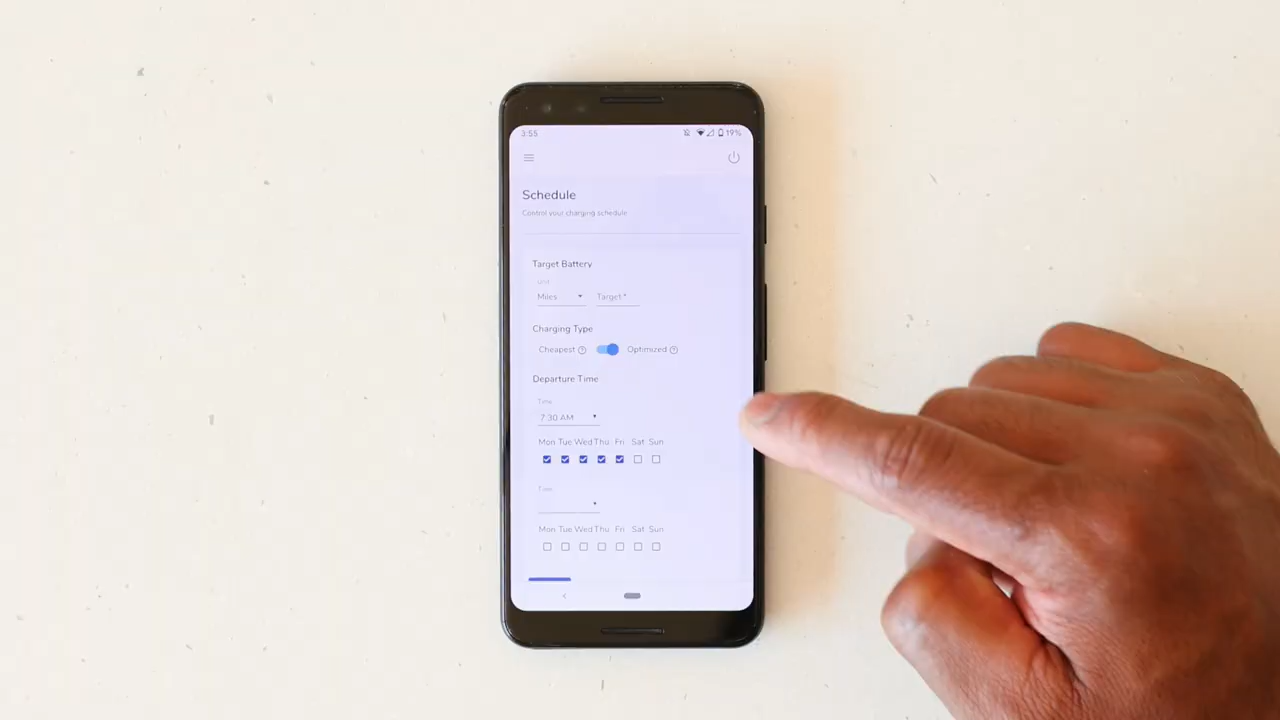 3:55 19%
Schedule
Control your charging schedule
Target Battery
Unit
Miles Target*
Charging Type
Cheapest ? Optimized ?
Departure Time
Time
7:30 AM
Mon Tue Wed Thu Fri Sat Sun
Time
Mon Tue Wed Thu Fri Sat Sun